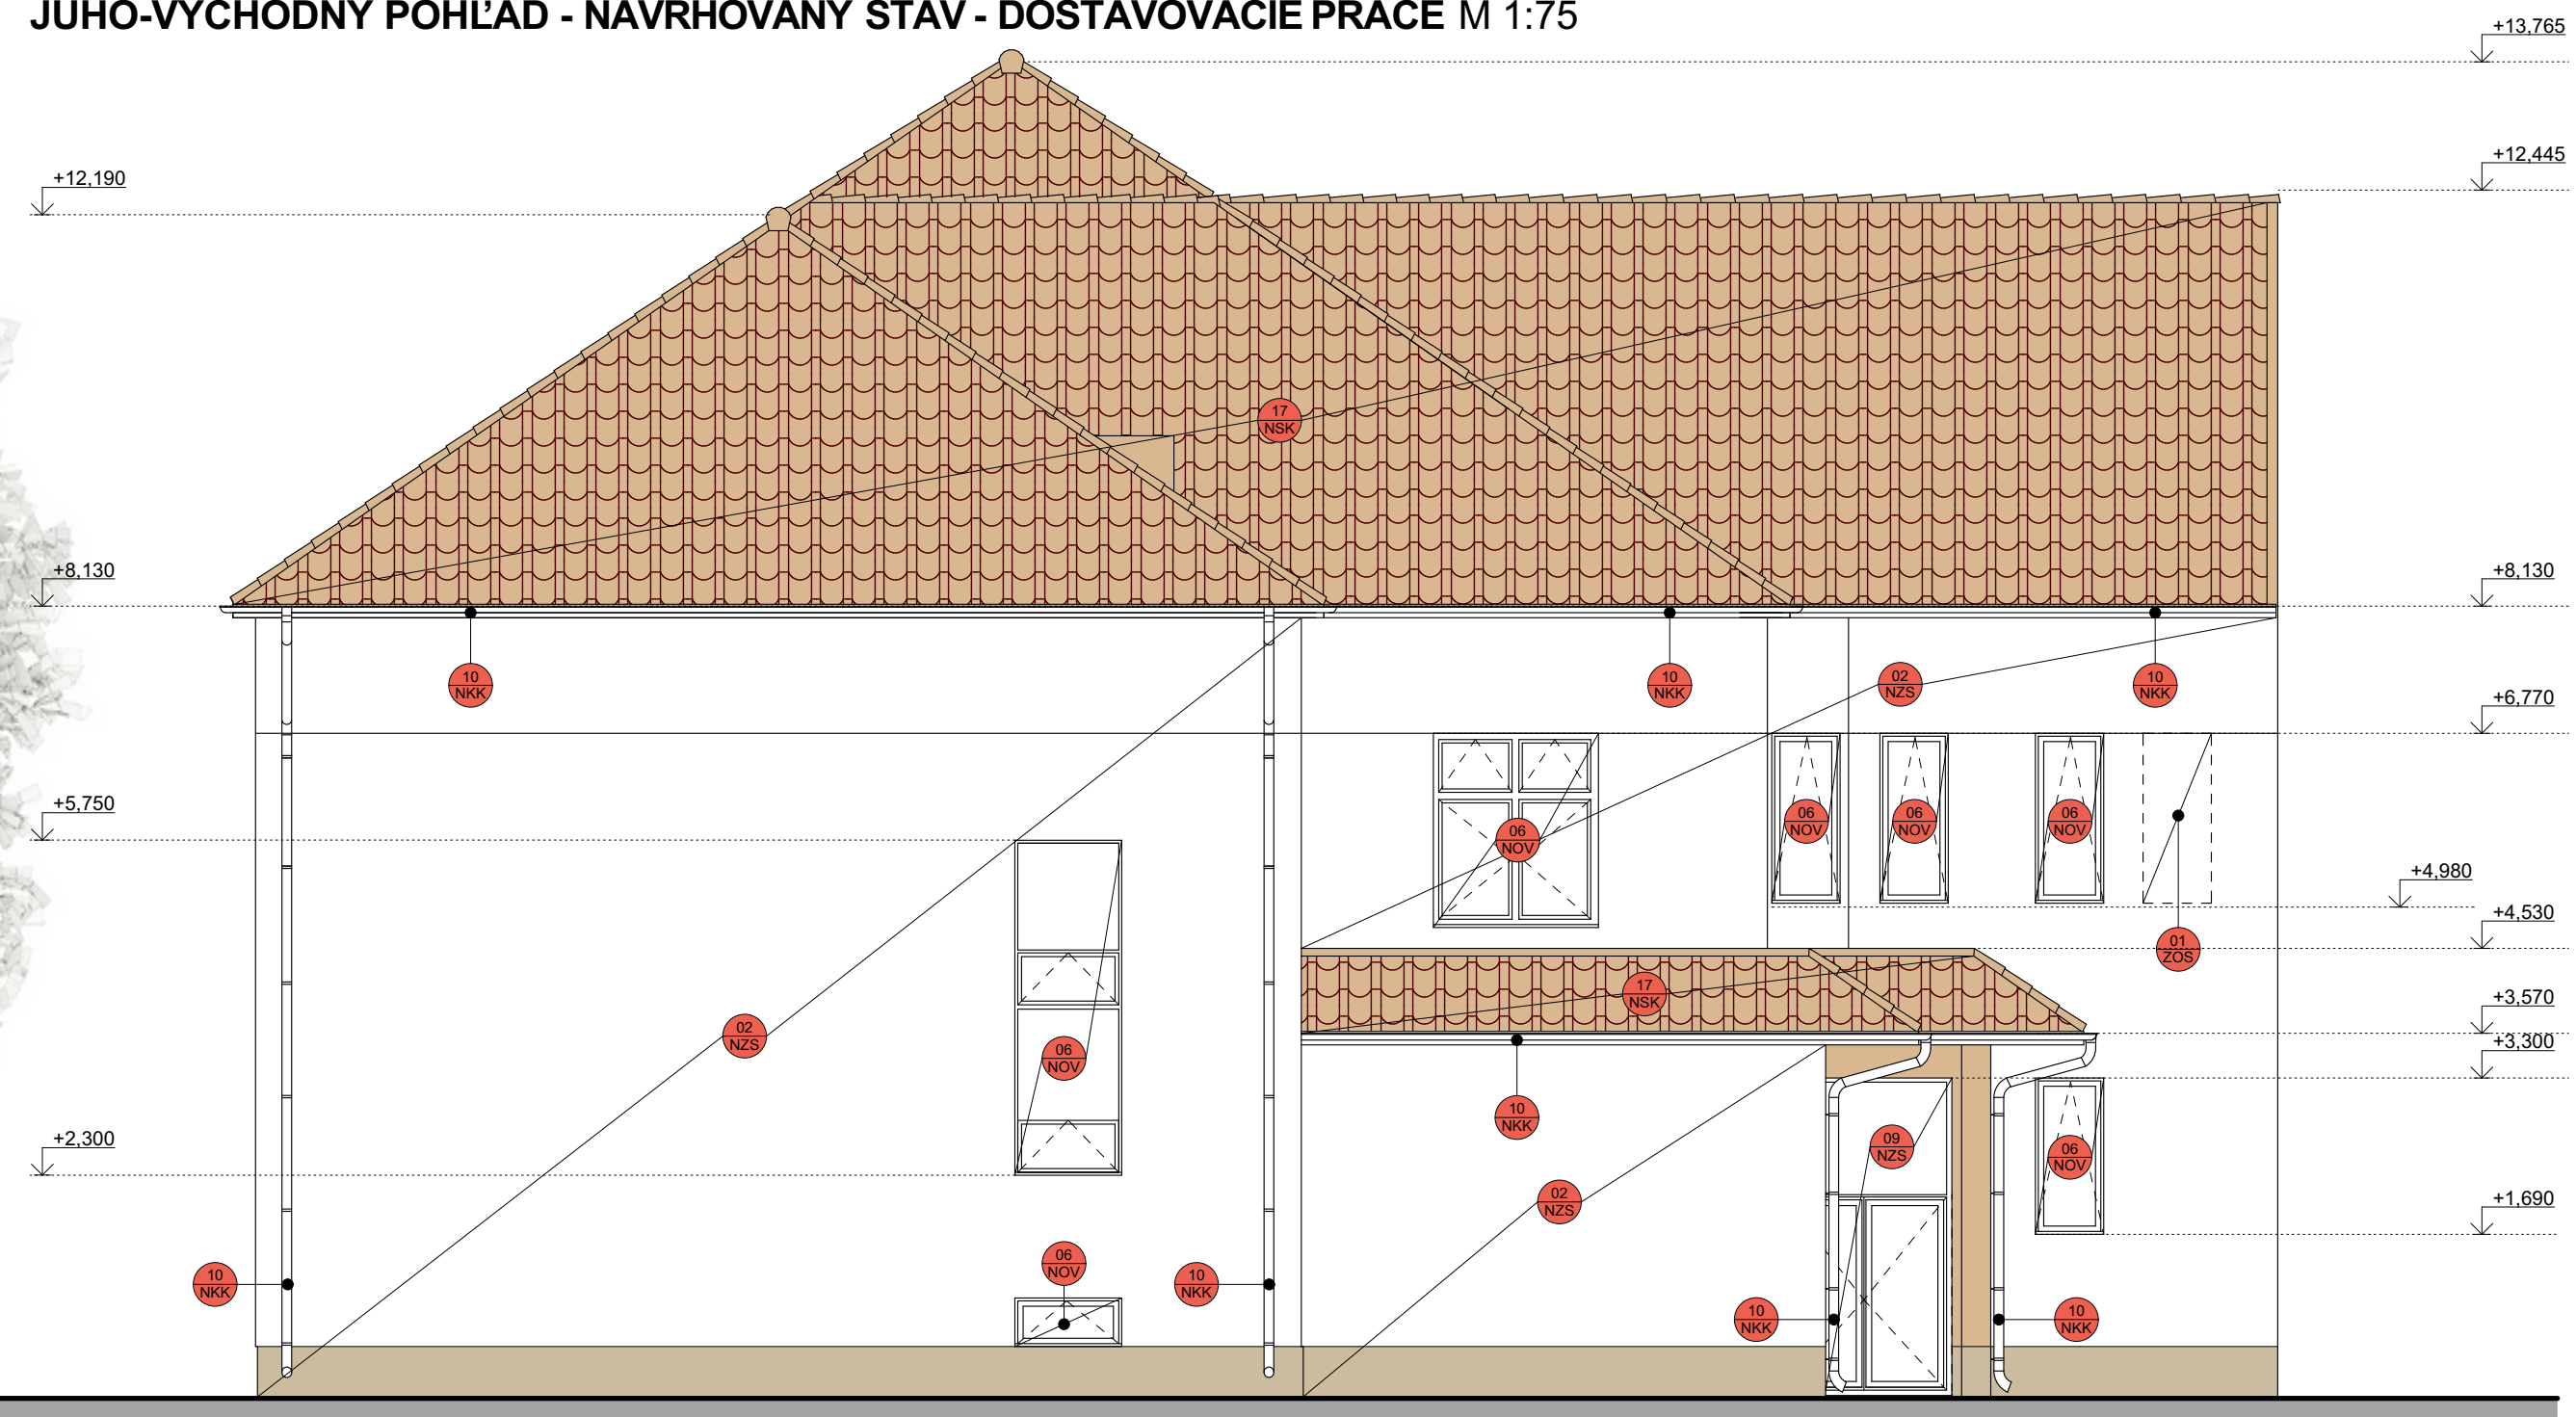 JUHO-VÝCHODNÝ POHĽAD - NAVRHOVANÝ STAV - DOSTAVOVACIE PRÁCE M 1:75
+13,765
+12,445
+12,190
17
NSK
+8,130
+8,130
10
NKK
10
NKK
02
NZS
10
NKK
+6,770
+5,750
06
NOV
06
NOV
06
NOV
06
NOV
+4,980
+4,530
01
ZOS
17
NSK
+3,570
+3,300
02
NZS
06
NOV
10
NKK
09
NZS
06
NOV
+2,300
02
NZS
+1,690
06
NOV
10
NKK
10
NKK
10
NKK
10
NKK